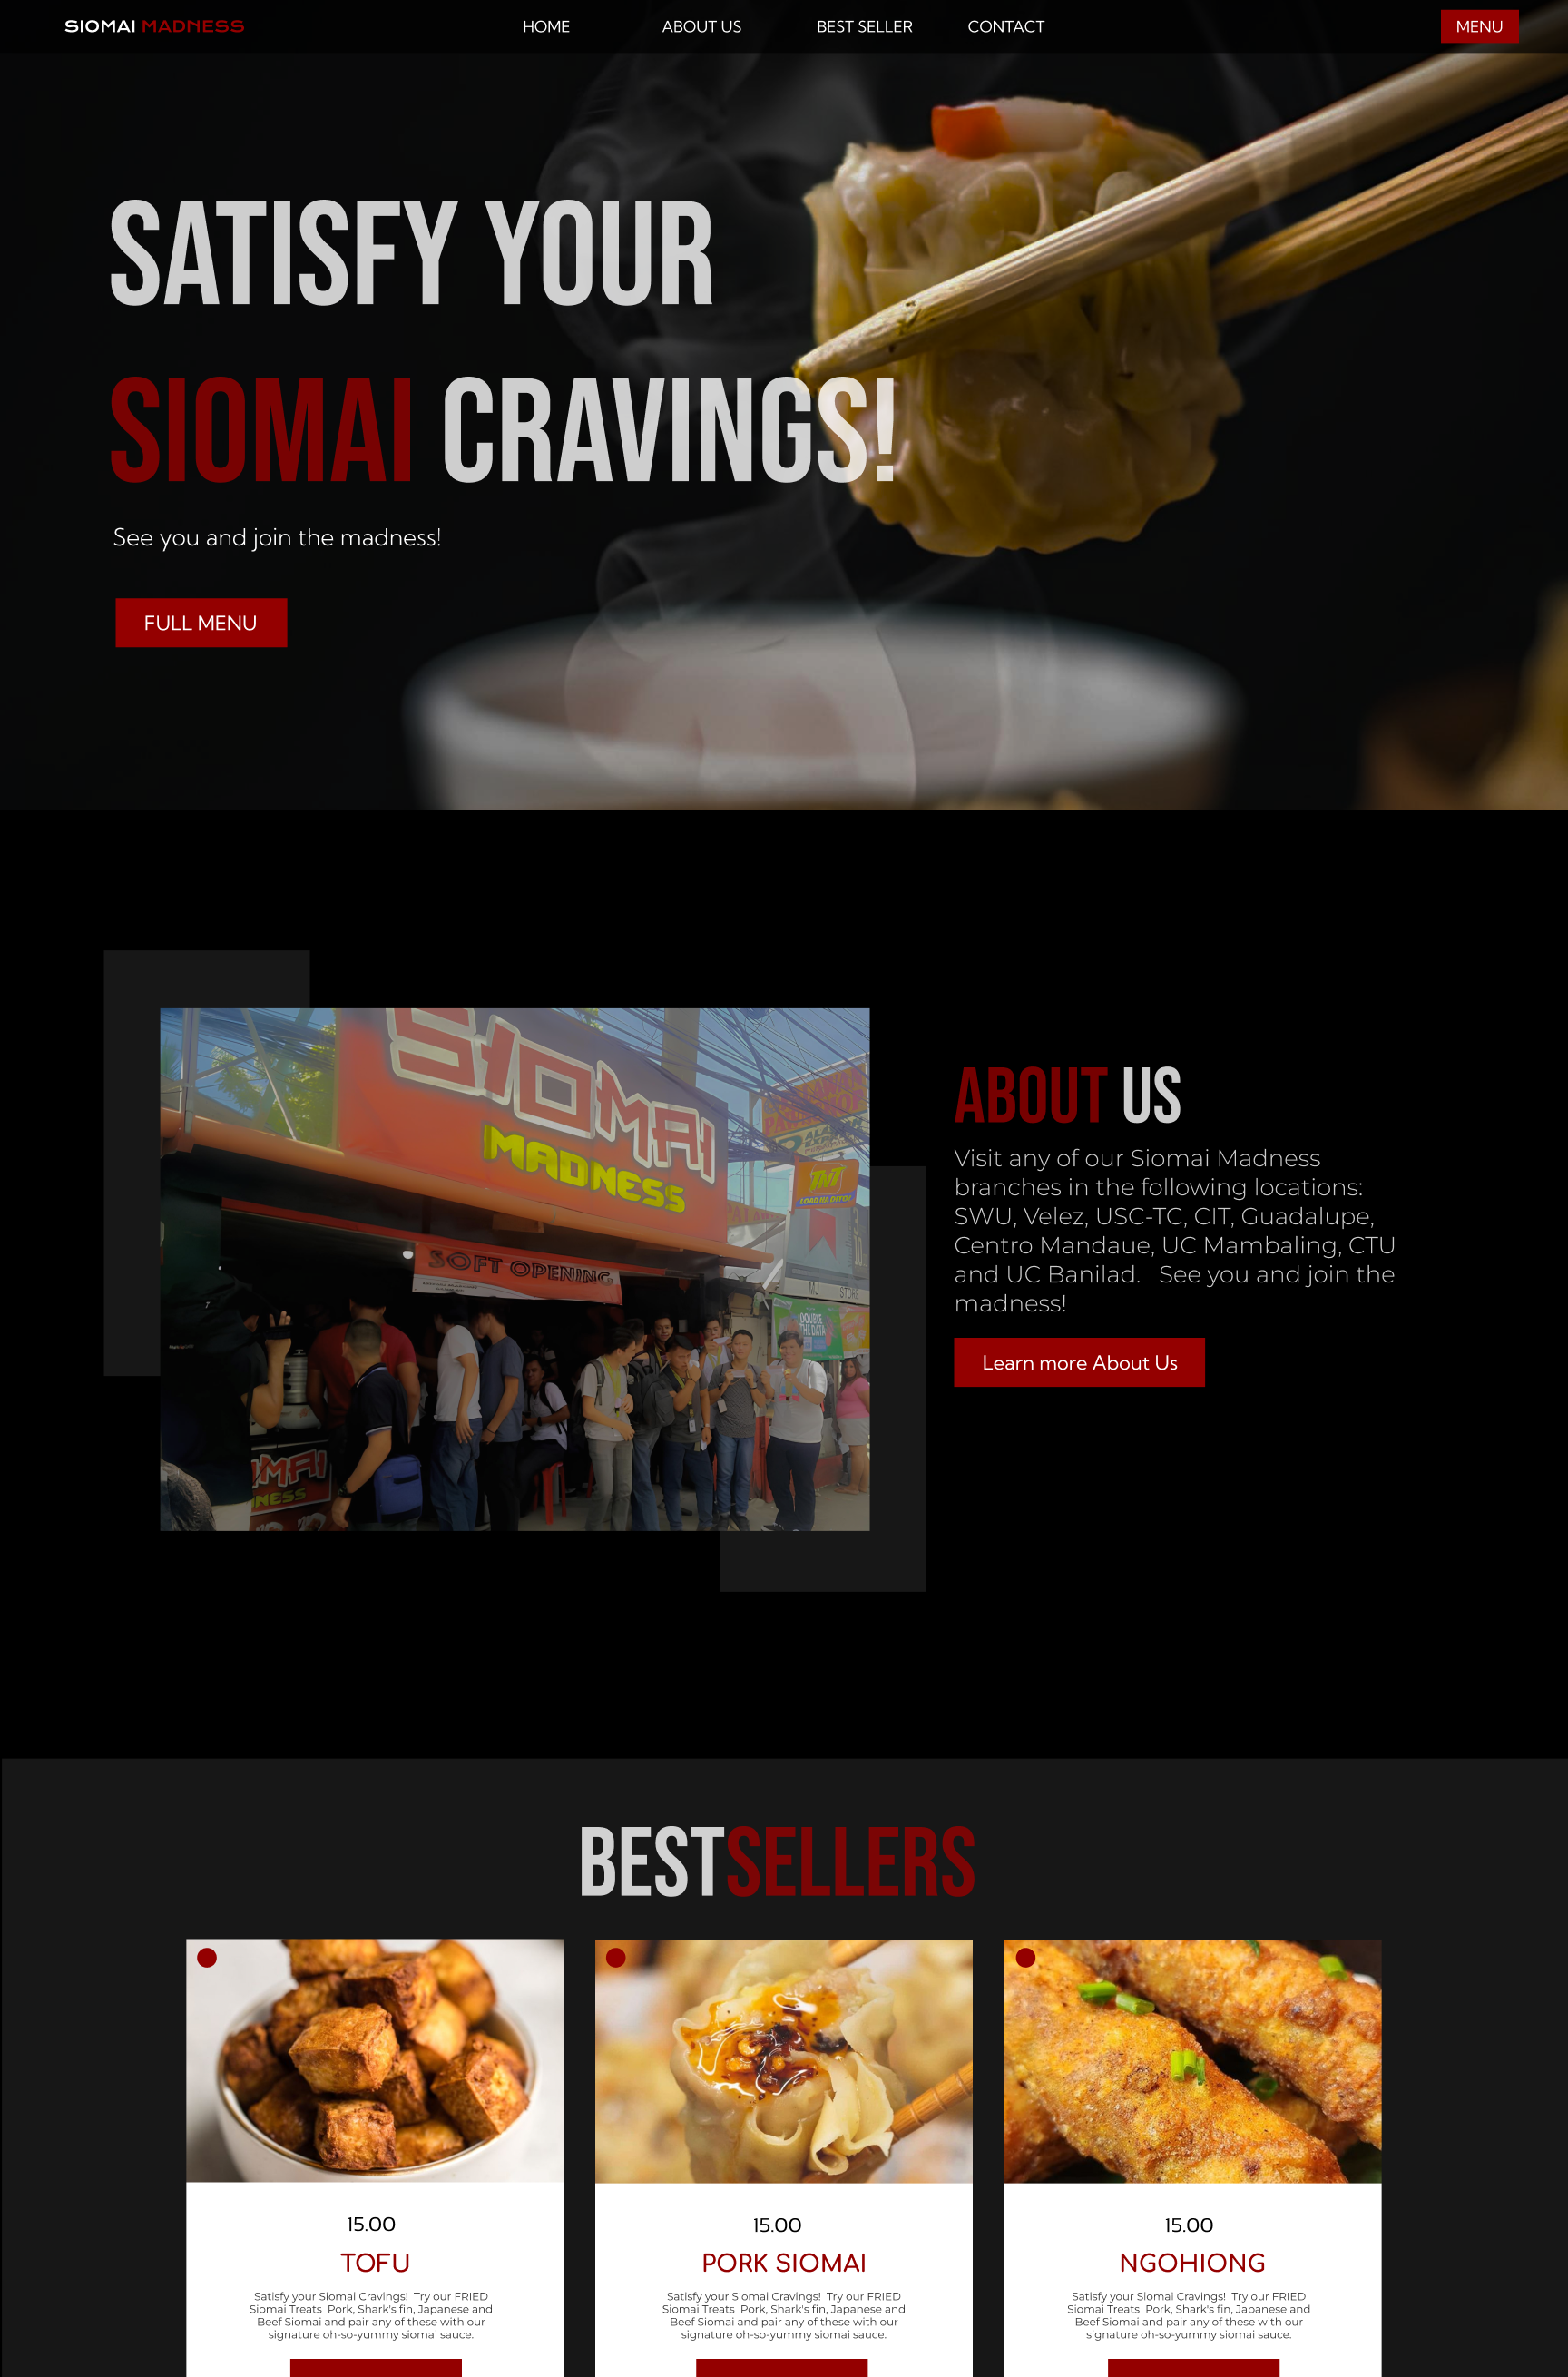 SIOMAI MADNESS
HOME
ABOUT US
BEST SELLER
CONTACT
MENU
SATISFY YOUR
SIOMAI CRAVINGS!
See you and join the madness!
FULL MENU
SIOMAI
MADNESS
TNT
SOFT OPENING
MJ STORE
DOUBLE
THE DATA
ABOUT US
Visit any of our Siomai Madness
branches in the following locations:
SWU, Velez, USC-TC, CIT, Guadalupe,
Centro Mandaue, UC Mambaling, CTU
and UC Banilad.   See you and join the
madness!
Learn more About Us
BESTSELLERS
15.00
TOFU
Satisfy your Siomai Cravings!  Try our FRIED
Siomai Treats  Pork, Shark's fin, Japanese and
Beef Siomai and pair any of these with our
signature oh-so-yummy siomai sauce.
15.00
PORK SIOMAI
Satisfy your Siomai Cravings!  Try our FRIED
Siomai Treats  Pork, Shark's fin, Japanese and
Beef Siomai and pair any of these with our
signature oh-so-yummy siomai sauce.
15.00
NGOHIONG
Satisfy your Siomai Cravings!  Try our FRIED
Siomai Treats  Pork, Shark's fin, Japanese and
Beef Siomai and pair any of these with our
signature oh-so-yummy siomai sauce.